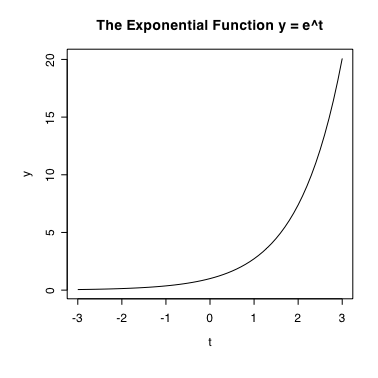 The Exponential Function y = e^t
20
15
10
5
0
y
-3 -2 -1 0 1 2 3
t